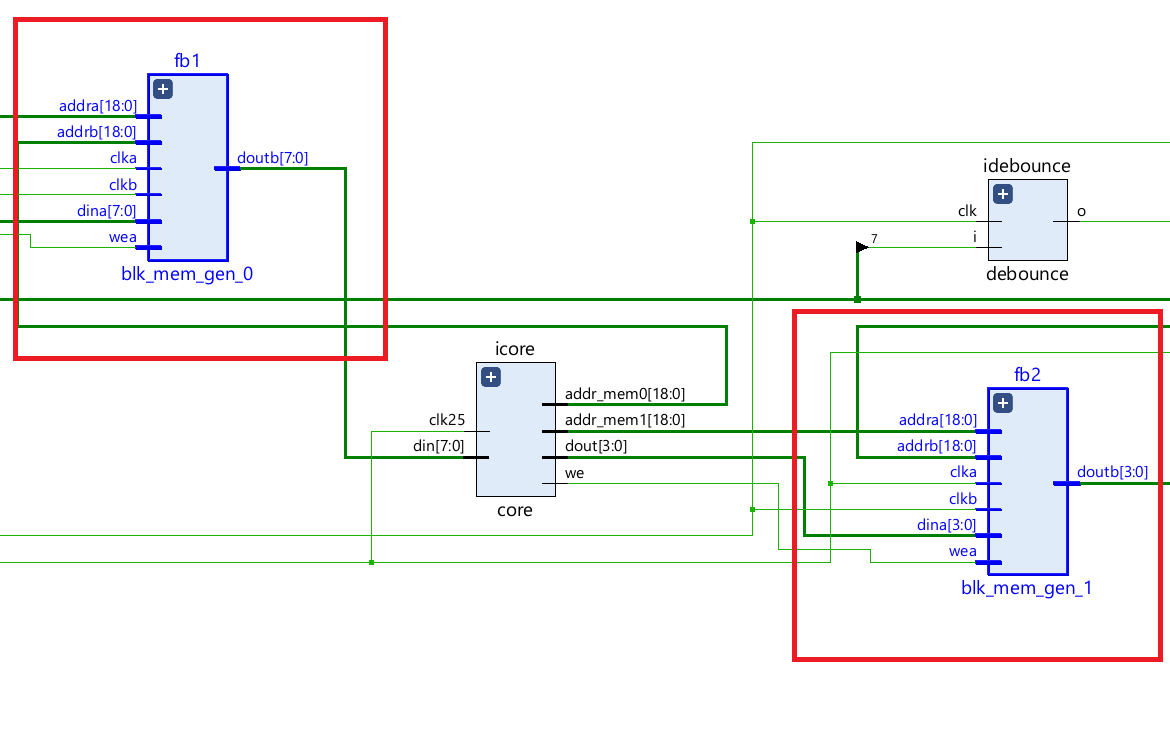 fb1
addra[18:0]
addrb[18:0]
clka
clkb
dina[7:0]
wea
doutb[7:0]
blk_mem_gen_0
idebounce
clk
i
o
7
debounce
icore
clk25
din[7:0]
addr_mem0[18:0]
addr_mem1[18:0]
dout[3:0]
we
core
fb2
addra[18:0]
addrb[18:0]
clka
clkb
dina[3:0]
wea
doutb[3:0]
blk_mem_gen_1